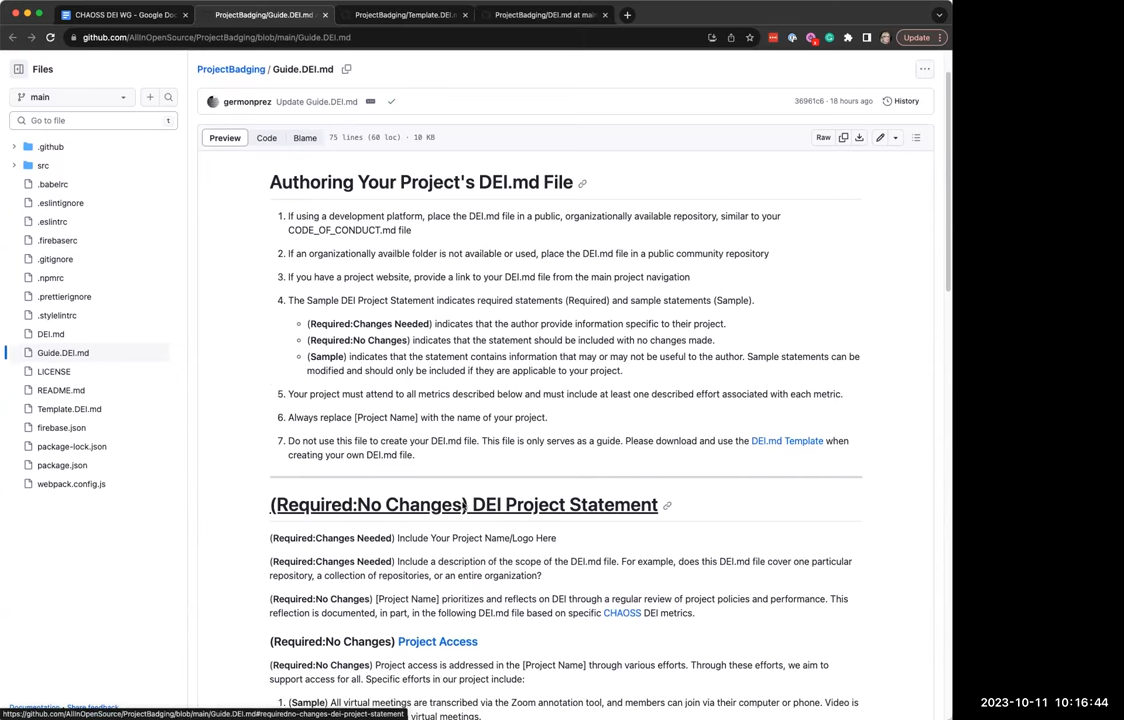 CHAOSS DEI WG - Google Doc
ProjectBadging/Guide.DEI.md
ProjectBadging/Template.DEI.m
ProjectBadging/DEI.md at main
github.com/AllInOpenSource/ProjectBadging/blob/main/Guide.DEI.md
Update
Files
main
Go to file
t
.github
src
.babelrc
.eslintignore
.eslintrc
.firebaserc
.gitignore
.npmrc
.prettierignore
.stylelintrc
DEI.md
Guide.DEI.md
LICENSE
README.md
Template.DEI.md
firebase.json
package-lock.json
package.json
webpack.config.js
Documentation • Share feedback
ProjectBadging / Guide.DEI.md
germonprez Update Guide.DEI.md
36961c6 · 18 hours ago
History
Preview
Code
Blame
75 lines (60 loc) · 10 KB
Raw
Authoring Your Project's DEI.md File
1. If using a development platform, place the DEI.md file in a public, organizationally available repository, similar to your
CODE_OF_CONDUCT.md file
2. If an organizationally availble folder is not available or used, place the DEI.md file in a public community repository
3. If you have a project website, provide a link to your DEI.md file from the main project navigation
4. The Sample DEI Project Statement indicates required statements (Required) and sample statements (Sample).
(Required:Changes Needed) indicates that the author provide information specific to their project.
(Required:No Changes) indicates that the statement should be included with no changes made.
(Sample) indicates that the statement contains information that may or may not be useful to the author. Sample statements can be
modified and should only be included if they are applicable to your project.
5. Your project must attend to all metrics described below and must include at least one described effort associated with each metric.
6. Always replace [Project Name] with the name of your project.
7. Do not use this file to create your DEI.md file. This file is only serves as a guide. Please download and use the DEI.md Template when
creating your own DEI.md file.
(Required:No Changes) DEI Project Statement
(Required:Changes Needed) Include Your Project Name/Logo Here
(Required:Changes Needed) Include a description of the scope of the DEI.md file. For example, does this DEI.md file cover one particular
repository, a collection of repositories, or an entire organization?
(Required:No Changes) [Project Name] prioritizes and reflects on DEI through a regular review of project policies and performance. This
reflection is documented, in part, in the following DEI.md file based on specific CHAOSS DEI metrics.
(Required:No Changes) Project Access
(Required:No Changes) Project access is addressed in the [Project Name] through various efforts. Through these efforts, we aim to
support access for all. Specific efforts in our project include:
1. (Sample) All virtual meetings are transcribed via the Zoom annotation tool, and members can join via their computer or phone. Video is
virtual meetings.
https://github.com/AllInOpenSource/ProjectBadging/blob/main/Guide.DEI.md#requiredno-changes-dei-project-statement
2023-10-11 10:16:44